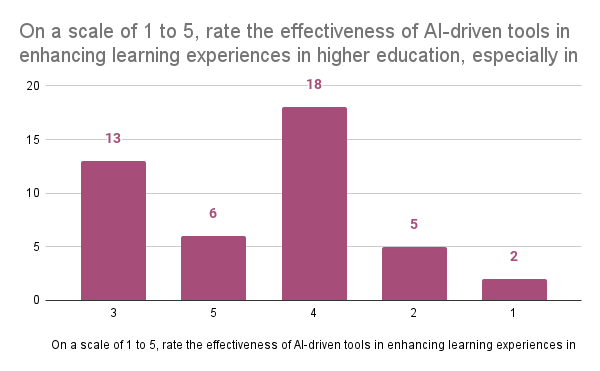 On a scale of 1 to 5, rate the effectiveness of AI-driven tools in
enhancing learning experiences in higher education, especially in
20
18
15
13
10
6
5
5
2
0
3 5 4 2 1
On a scale of 1 to 5, rate the effectiveness of AI-driven tools in enhancing learning experiences in